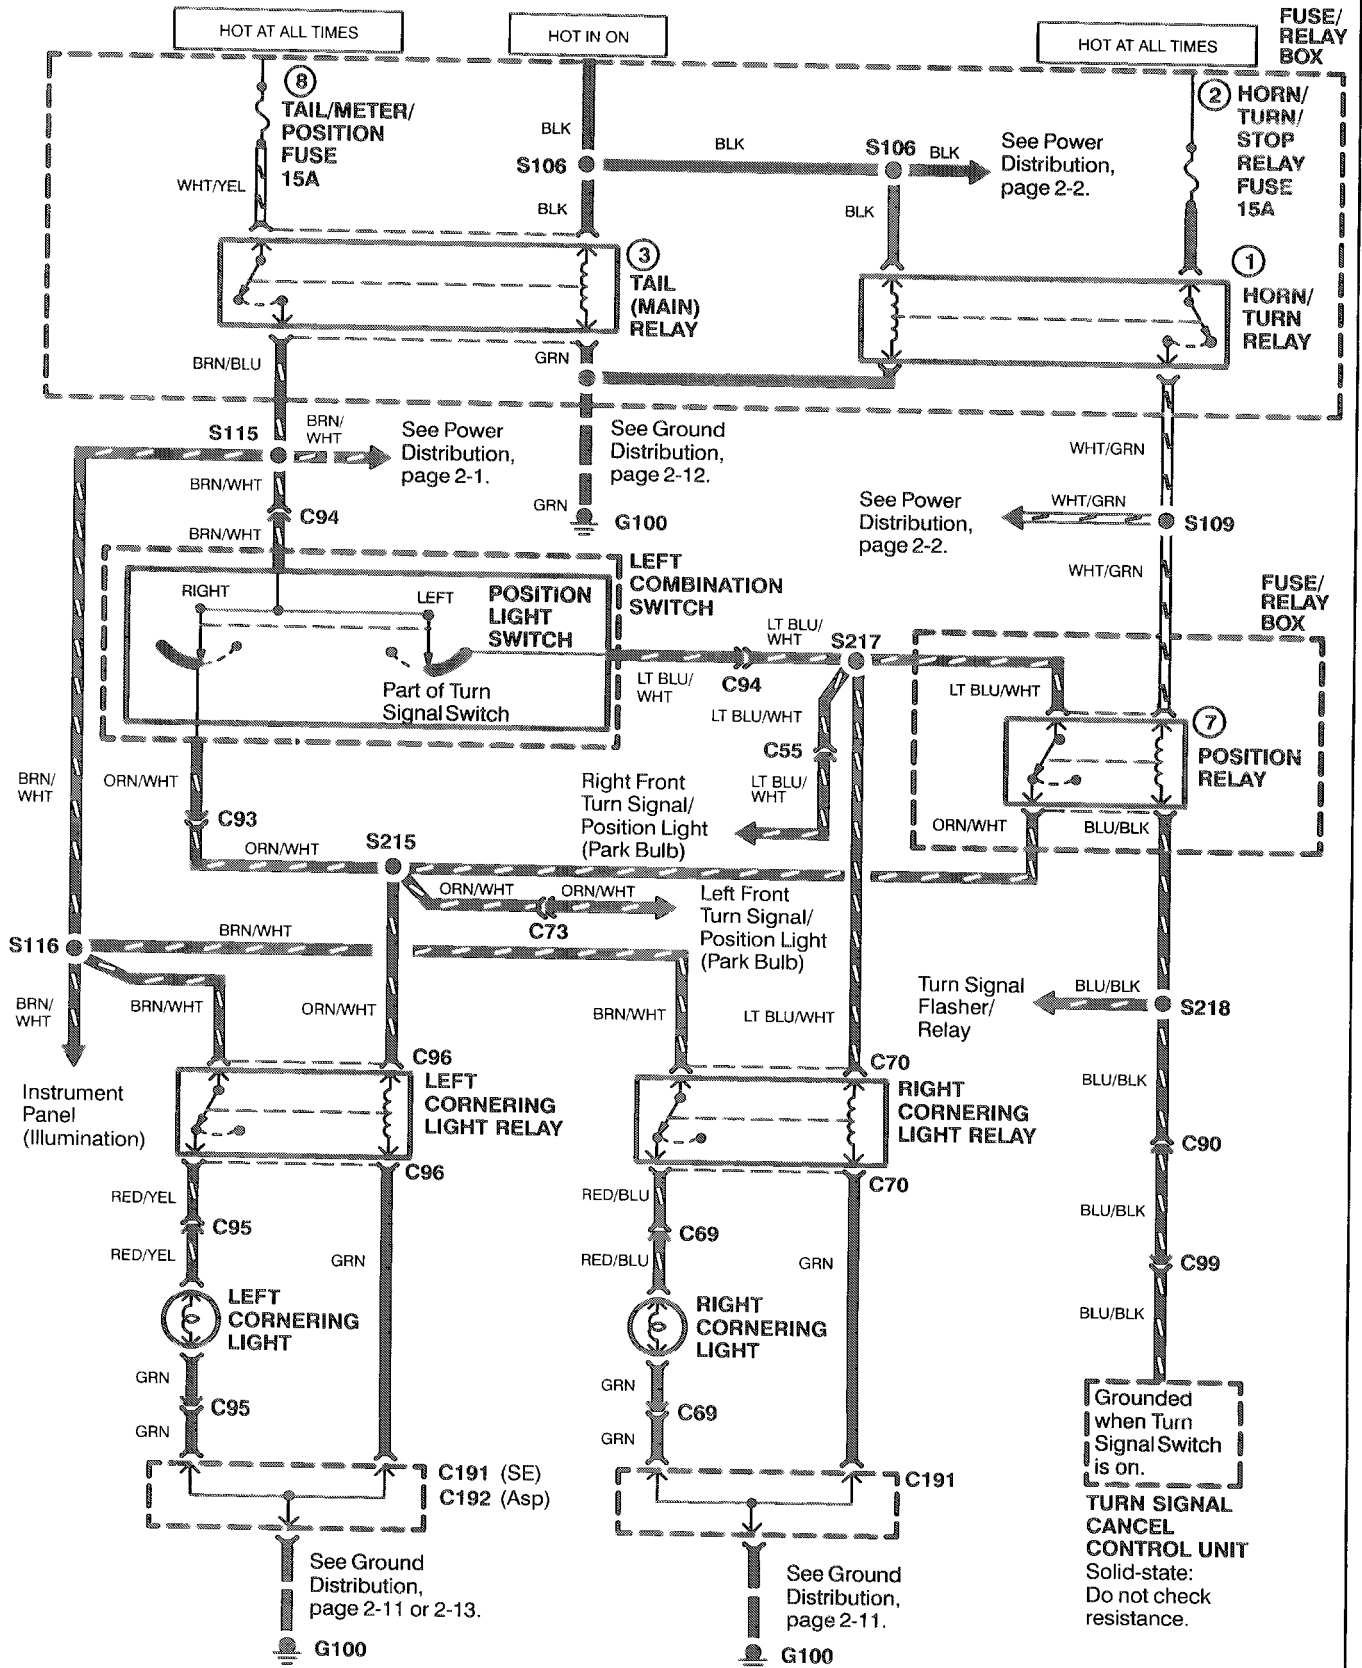 HOT AT ALL TIMES
HOT IN ON
HOT AT ALL TIMES
FUSE/
RELAY
BOX
8
TAIL/METER/
POSITION
FUSE
15A
WHT/YEL
BLK
S106
BLK
BLK
S106
BLK
BLK
See Power
Distribution,
page 2-2.
2
HORN/
TURN/
STOP
RELAY
FUSE
15A
3
TAIL
(MAIN)
RELAY
1
HORN/
TURN
RELAY
BRN/BLU
GRN
S115
BRN/
WHT
See Power
Distribution,
page 2-1.
See Ground
Distribution,
page 2-12.
WHT/GRN
BRN/WHT
C94
BRN/WHT
GRN
G100
See Power
Distribution,
page 2-2.
WHT/GRN
S109
WHT/GRN
LEFT
COMBINATION
SWITCH
RIGHT
LEFT
POSITION
LIGHT
SWITCH
Part of Turn
Signal Switch
FUSE/
RELAY
BOX
LT BLU/
WHT
S217
LT BLU/
WHT
C94
LT BLU/WHT
LT BLU/WHT
7
POSITION
RELAY
C55
LT BLU/
WHT
BRN/
WHT
ORN/WHT
C93
Right Front
Turn Signal/
Position Light
(Park Bulb)
ORN/WHT
BLU/BLK
ORN/WHT
S215
ORN/WHT
ORN/WHT
C73
Left Front
Turn Signal/
Position Light
(Park Bulb)
S116
BRN/WHT
BRN/
WHT
BRN/WHT
ORN/WHT
BRN/WHT
LT BLU/WHT
Turn Signal
Flasher/
Relay
BLU/BLK
S218
Instrument
Panel
(Illumination)
C96
LEFT
CORNERING
LIGHT RELAY
C96
C70
RIGHT
CORNERING
LIGHT RELAY
C70
BLU/BLK
C90
RED/YEL
C95
RED/YEL
GRN
RED/BLU
C69
RED/BLU
GRN
BLU/BLK
C99
LEFT
CORNERING
LIGHT
RIGHT
CORNERING
LIGHT
BLU/BLK
GRN
C95
GRN
GRN
C69
GRN
Grounded
when Turn
Signal Switch
is on.
C191 (SE)
C192 (Asp)
C191
TURN SIGNAL
CANCEL
CONTROL UNIT
Solid-state:
Do not check
resistance.
See Ground
Distribution,
page 2-11 or 2-13.
G100
See Ground
Distribution,
page 2-11.
G100